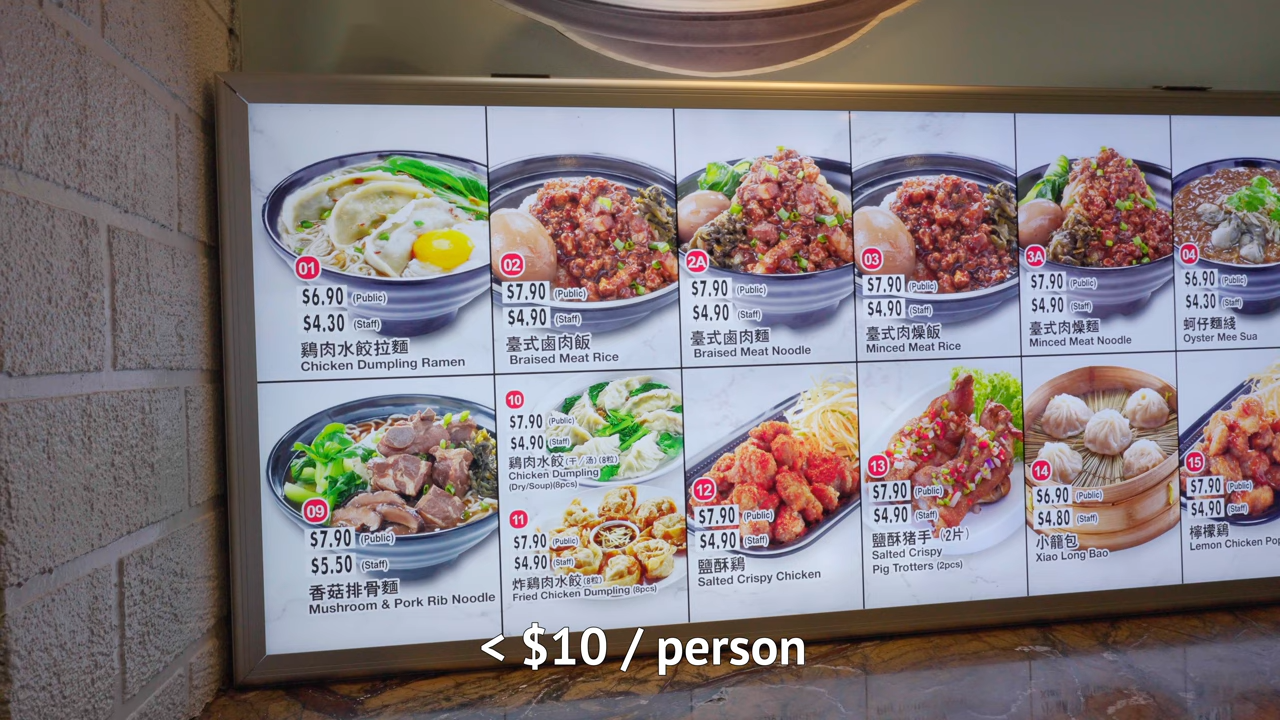 01
$6.90 (Public)
$4.30 (Staff)
鷄肉水餃拉麵
Chicken Dumpling Ramen
02
$7.90 (Public)
$4.90 (Staff)
臺式卤肉飯
Braised Meat Rice
2A
$7.90 (Public)
$4.90 (Staff)
臺式卤肉麵
Braised Meat Noodle
03
$7.90 (Public)
$4.90 (Staff)
臺式肉燥飯
Minced Meat Rice
3A
$7.90 (Public)
$4.90 (Staff)
臺式肉燥麵
Minced Meat Noodle
04
$6.90 (Public)
$4.30 (Staff)
蚵仔麵綫
Oyster Mee Sua
09
$7.90 (Public)
$5.50 (Staff)
香菇排骨麵
Mushroom & Pork Rib Noodle
10
$7.90 (Public)
$4.90 (Staff)
鷄肉水餃(干/汤)(8粒)
Chicken Dumpling
(Dry/Soup)(8pcs)
11
$7.90 (Public)
$4.90 (Staff)
炸鷄肉水餃(8粒)
Fried Chicken Dumpling (8pcs)
12
$7.90 (Public)
$4.90 (Staff)
鹽酥鷄
Salted Crispy Chicken
13
$7.90 (Public)
$4.90 (Staff)
鹽酥猪手(2片)
Salted Crispy
Pig Trotters (2pcs)
14
$6.90 (Public)
$4.80 (Staff)
小籠包
Xiao Long Bao
15
$7.90 (Public)
$4.90 (Staff)
檸檬鷄
Lemon Chicken Pop
< $10 / person